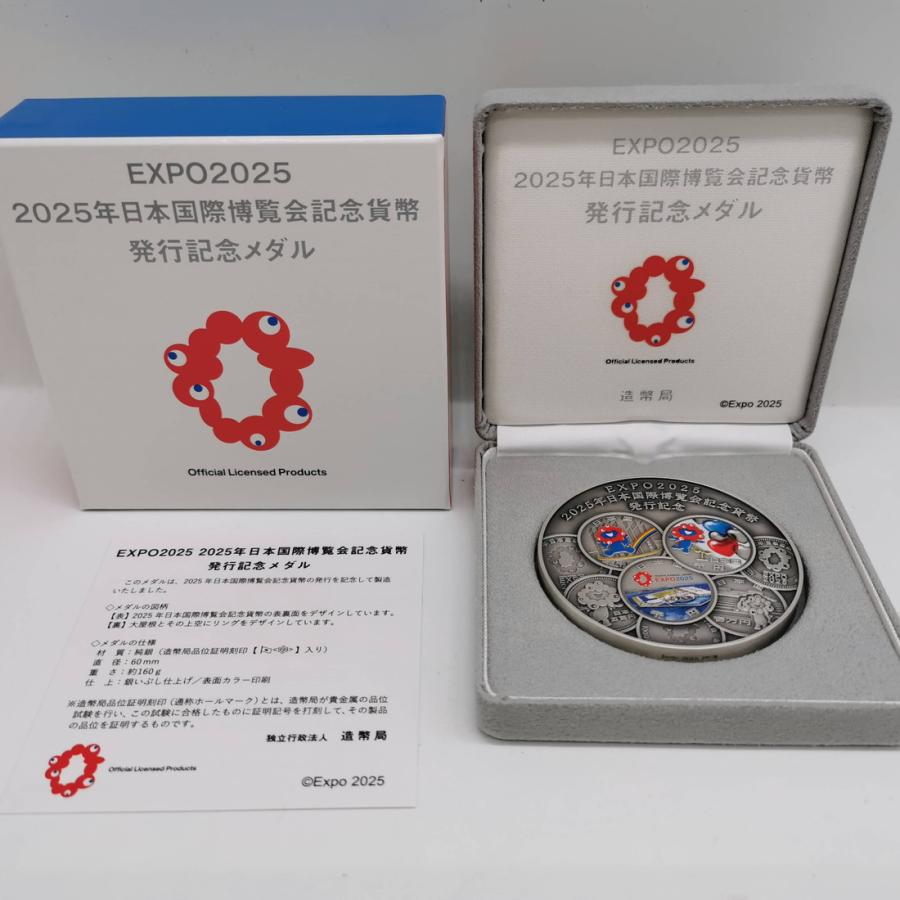 EXPO2025
2025年日本国際博覧会記念貨幣
発行記念メダル
Official Licensed Products
EXPO2025
2025年日本国際博覧会記念貨幣
発行記念メダル
Official Licensed Products
造幣局
©Expo 2025
EXPO2025
2025年日本国際博覧会記念貨幣
発行記念
EXPO2025
EXPO2025 2025年日本国際博覧会記念貨幣
発行記念メダル
このメダルは、2025年日本国際博覧会記念貨幣の発行を記念して製造
いたしました。
◇メダルの図柄
【表】2025年日本国際博覧会記念貨幣の表裏面をデザインしています。
【裏】大屋根とその上空にリングをデザインしています。
◇メダルの仕様
材 質：純銀（造幣局品位証明刻印【 】入り）
直 径：60mm
重 さ：約160g
仕 上：銀いぶし仕上げ／表面カラー印刷
※造幣局品位証明刻印（通称ホールマーク）とは、造幣局が貴金属の品位
試験を行い、この試験に合格したものに証明記号を打刻して、その製品
の品位を証明するものです。
独立行政法人 造幣局
Official Licensed Products
©Expo 2025